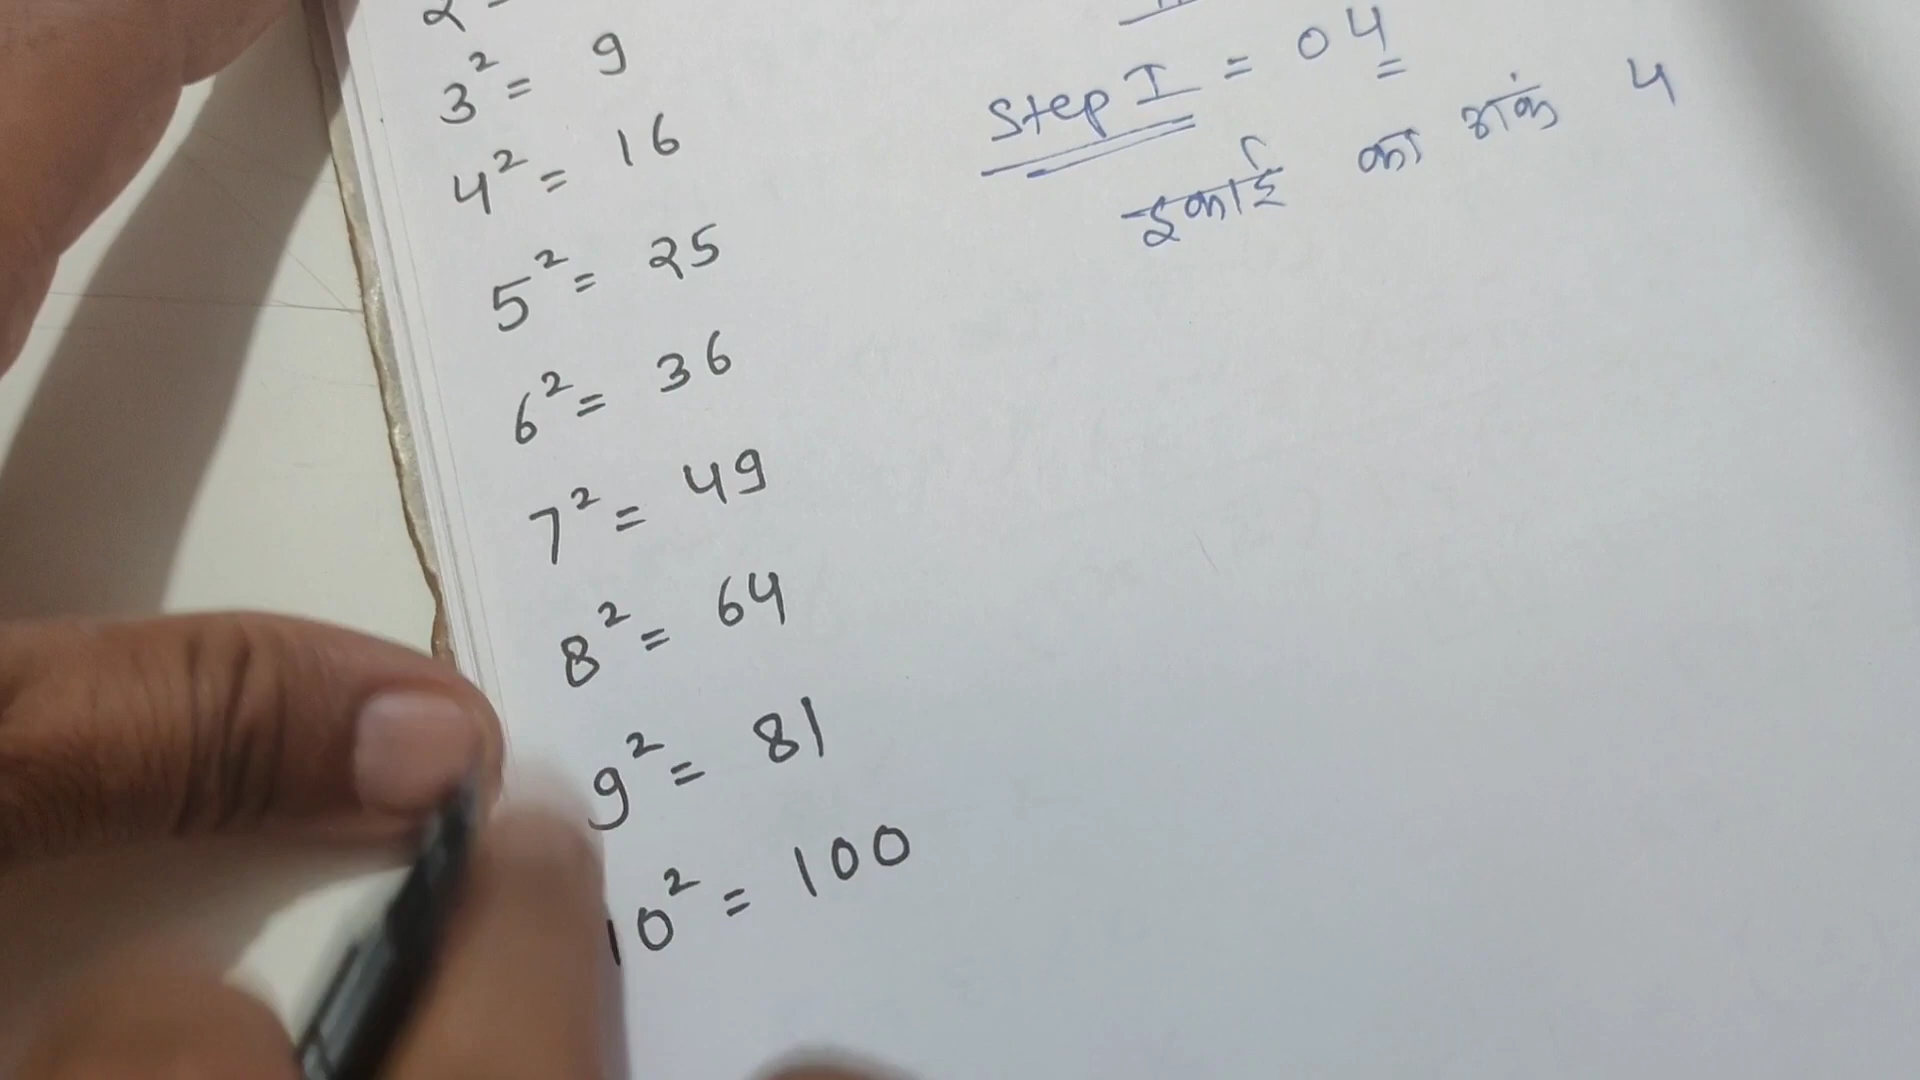 3² = 9
4² = 16
5² = 25
6² = 36
7² = 49
8² = 64
9² = 81
10² = 100
Step I = 04
इकाई का अंक 4